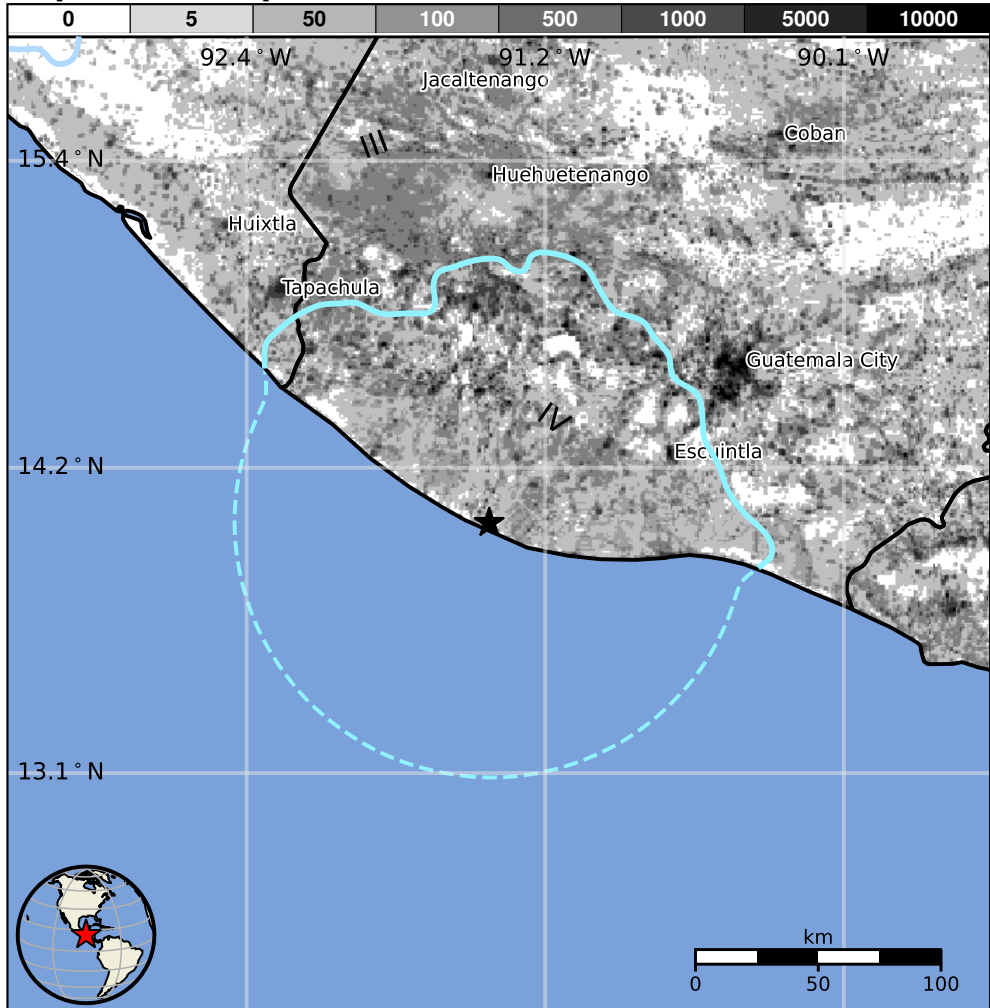 0 5 50 100 500 1000 5000 10000
92.4°W 91.2°W 90.1°W
Jacaltenango
Coban
III
15.4°N
Huehuetenango
Huixtla
Tapachula
Guatemala City
IV
Escuintla
14.2°N
13.1°N
km
0 50 100